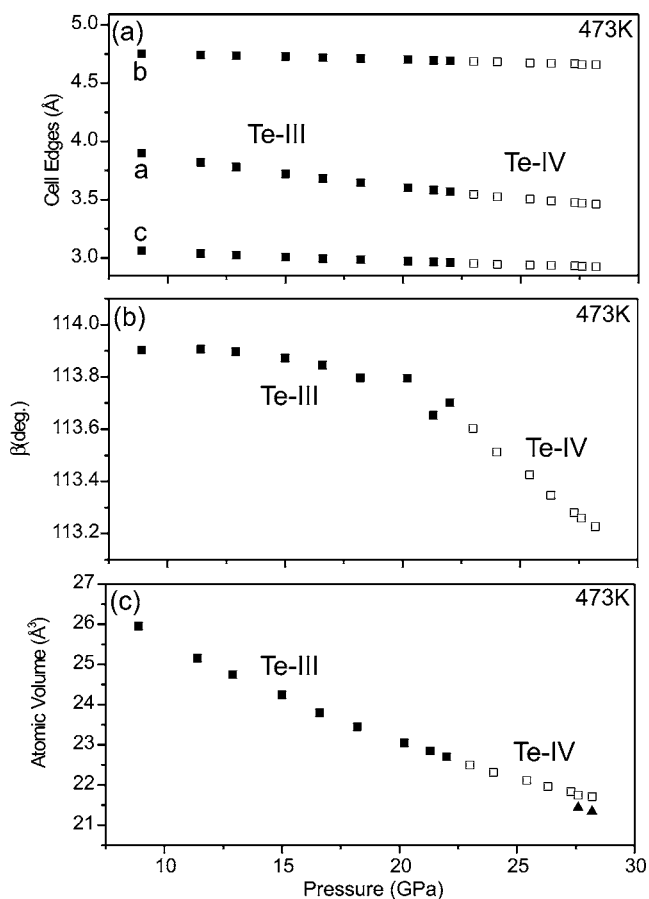 (a) 473K
5.0
b
4.5
Te-III
4.0
a
Te-IV
3.5
c
3.0
Cell Edges (Å)
(b) 473K
114.0
113.8
Te-III
113.6
Te-IV
113.4
113.2
β(deg.)
(c) 473K
27
26
Te-III
25
24
Te-IV
23
22
21
Atomic Volume (Å³)
10 15 20 25 30
Pressure (GPa)